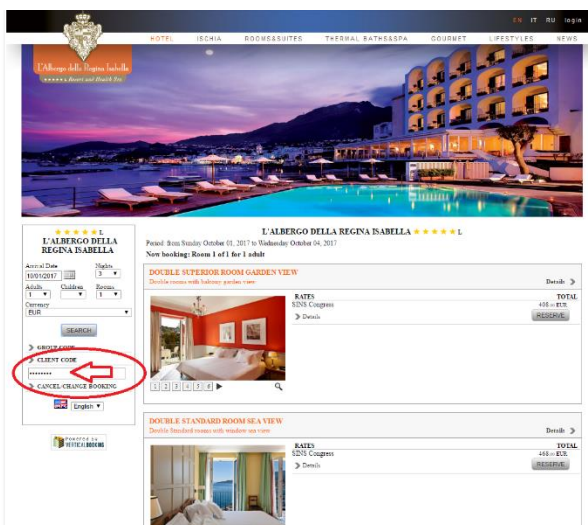 EN IT RU login
HOTEL ISCHIA ROOMS&SUITES THERMAL BATHS&SPA GOURMET LIFESTYLES NEWS
L'Albergo della Regina Isabella
L
L'ALBERGO DELLA
REGINA ISABELLA
Arrival Date Nights
10/01/2017 3
Adults Children Rooms
1 1
Currency
EUR
SEARCH
GROUP CODE
CLIENT CODE
••••••••
CANCEL/CHANGE BOOKING
English
POWERED BY
VERTICALBOOKING
L'ALBERGO DELLA REGINA ISABELLA L
Period: from Sunday October 01, 2017 to Wednesday October 04, 2017
Now booking: Room 1 of 1 for 1 adult
DOUBLE SUPERIOR ROOM GARDEN VIEW
Double rooms with balcony garden view Details
RATES TOTAL
SINS Congress EUR
Details RESERVE
1 2 3 4 5 6
DOUBLE STANDARD ROOM SEA VIEW
Double Standard rooms with window sea view Details
RATES TOTAL
SINS Congress EUR
Details RESERVE